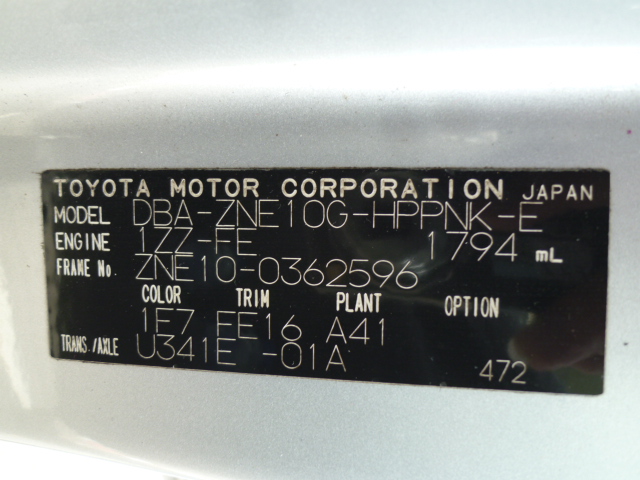 TOYOTA MOTOR CORPORATION JAPAN
MODEL DBA-ZNE10G-HPPNK-E
ENGINE 1ZZ-FE 1794 mL
FRAME No. ZNE10-0362596
COLOR TRIM PLANT OPTION
1F7 FE16 A41
TRANS./AXLE U341E -01A
472